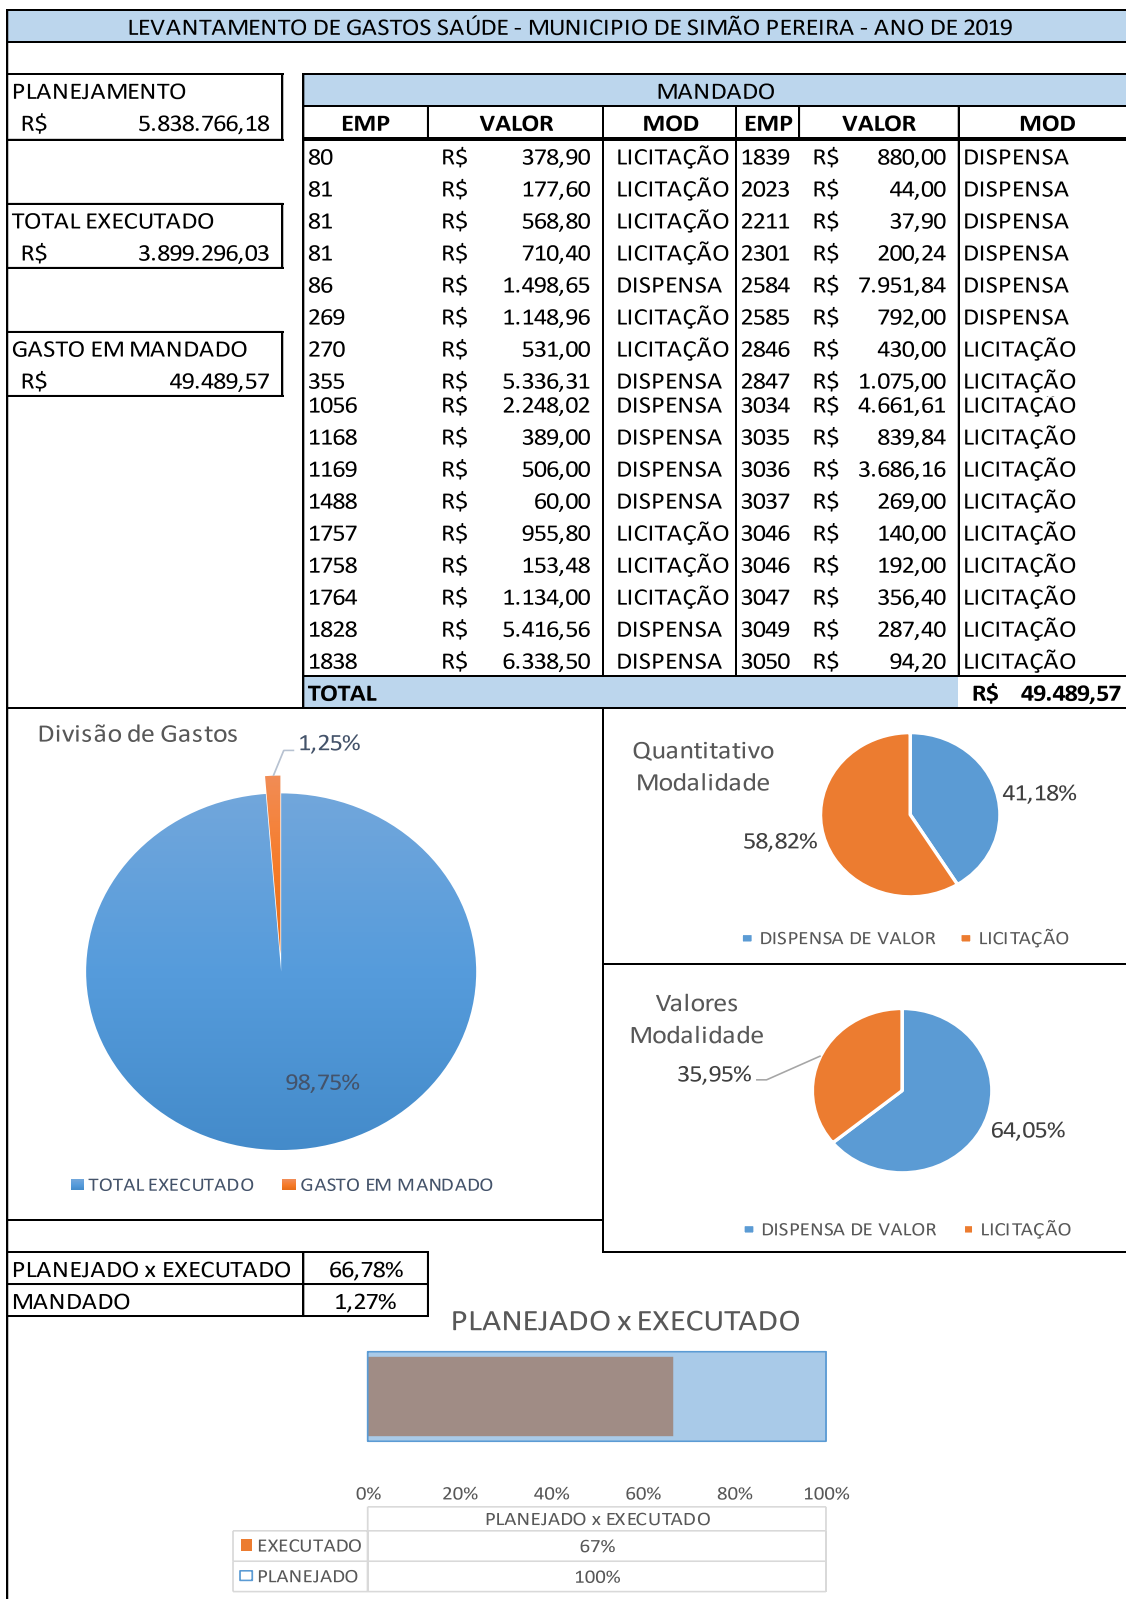 LEVANTAMENTO DE GASTOS SAÚDE - MUNICIPIO DE SIMÃO PEREIRA - ANO DE 2019
PLANEJAMENTO
R$ 5.838.766,18
TOTAL EXECUTADO
R$ 3.899.296,03
GASTO EM MANDADO
R$ 49.489,57
MANDADO
EMP VALOR MOD EMP VALOR MOD
80 R$ 378,90 LICITAÇÃO 1839 R$ 880,00 DISPENSA
81 R$ 177,60 LICITAÇÃO 2023 R$ 44,00 DISPENSA
81 R$ 568,80 LICITAÇÃO 2211 R$ 37,90 DISPENSA
81 R$ 710,40 LICITAÇÃO 2301 R$ 200,24 DISPENSA
86 R$ 1.498,65 DISPENSA 2584 R$ 7.951,84 DISPENSA
269 R$ 1.148,96 LICITAÇÃO 2585 R$ 792,00 DISPENSA
270 R$ 531,00 LICITAÇÃO 2846 R$ 430,00 LICITAÇÃO
355 R$ 5.336,31 DISPENSA 2847 R$ 1.075,00 LICITAÇÃO
1056 R$ 2.248,02 DISPENSA 3034 R$ 4.661,61 LICITAÇÃO
1168 R$ 389,00 DISPENSA 3035 R$ 839,84 LICITAÇÃO
1169 R$ 506,00 DISPENSA 3036 R$ 3.686,16 LICITAÇÃO
1488 R$ 60,00 DISPENSA 3037 R$ 269,00 LICITAÇÃO
1757 R$ 955,80 LICITAÇÃO 3046 R$ 140,00 LICITAÇÃO
1758 R$ 153,48 LICITAÇÃO 3046 R$ 192,00 LICITAÇÃO
1764 R$ 1.134,00 LICITAÇÃO 3047 R$ 356,40 LICITAÇÃO
1828 R$ 5.416,56 DISPENSA 3049 R$ 287,40 LICITAÇÃO
1838 R$ 6.338,50 DISPENSA 3050 R$ 94,20 LICITAÇÃO
TOTAL R$ 49.489,57
Divisão de Gastos
1,25%
98,75%
TOTAL EXECUTADO GASTO EM MANDADO
Quantitativo
Modalidade
41,18%
58,82%
DISPENSA DE VALOR LICITAÇÃO
Valores
Modalidade
35,95%
64,05%
DISPENSA DE VALOR LICITAÇÃO
PLANEJADO x EXECUTADO 66,78%
MANDADO 1,27%
PLANEJADO x EXECUTADO
0% 20% 40% 60% 80% 100%
PLANEJADO x EXECUTADO
EXECUTADO 67%
PLANEJADO 100%